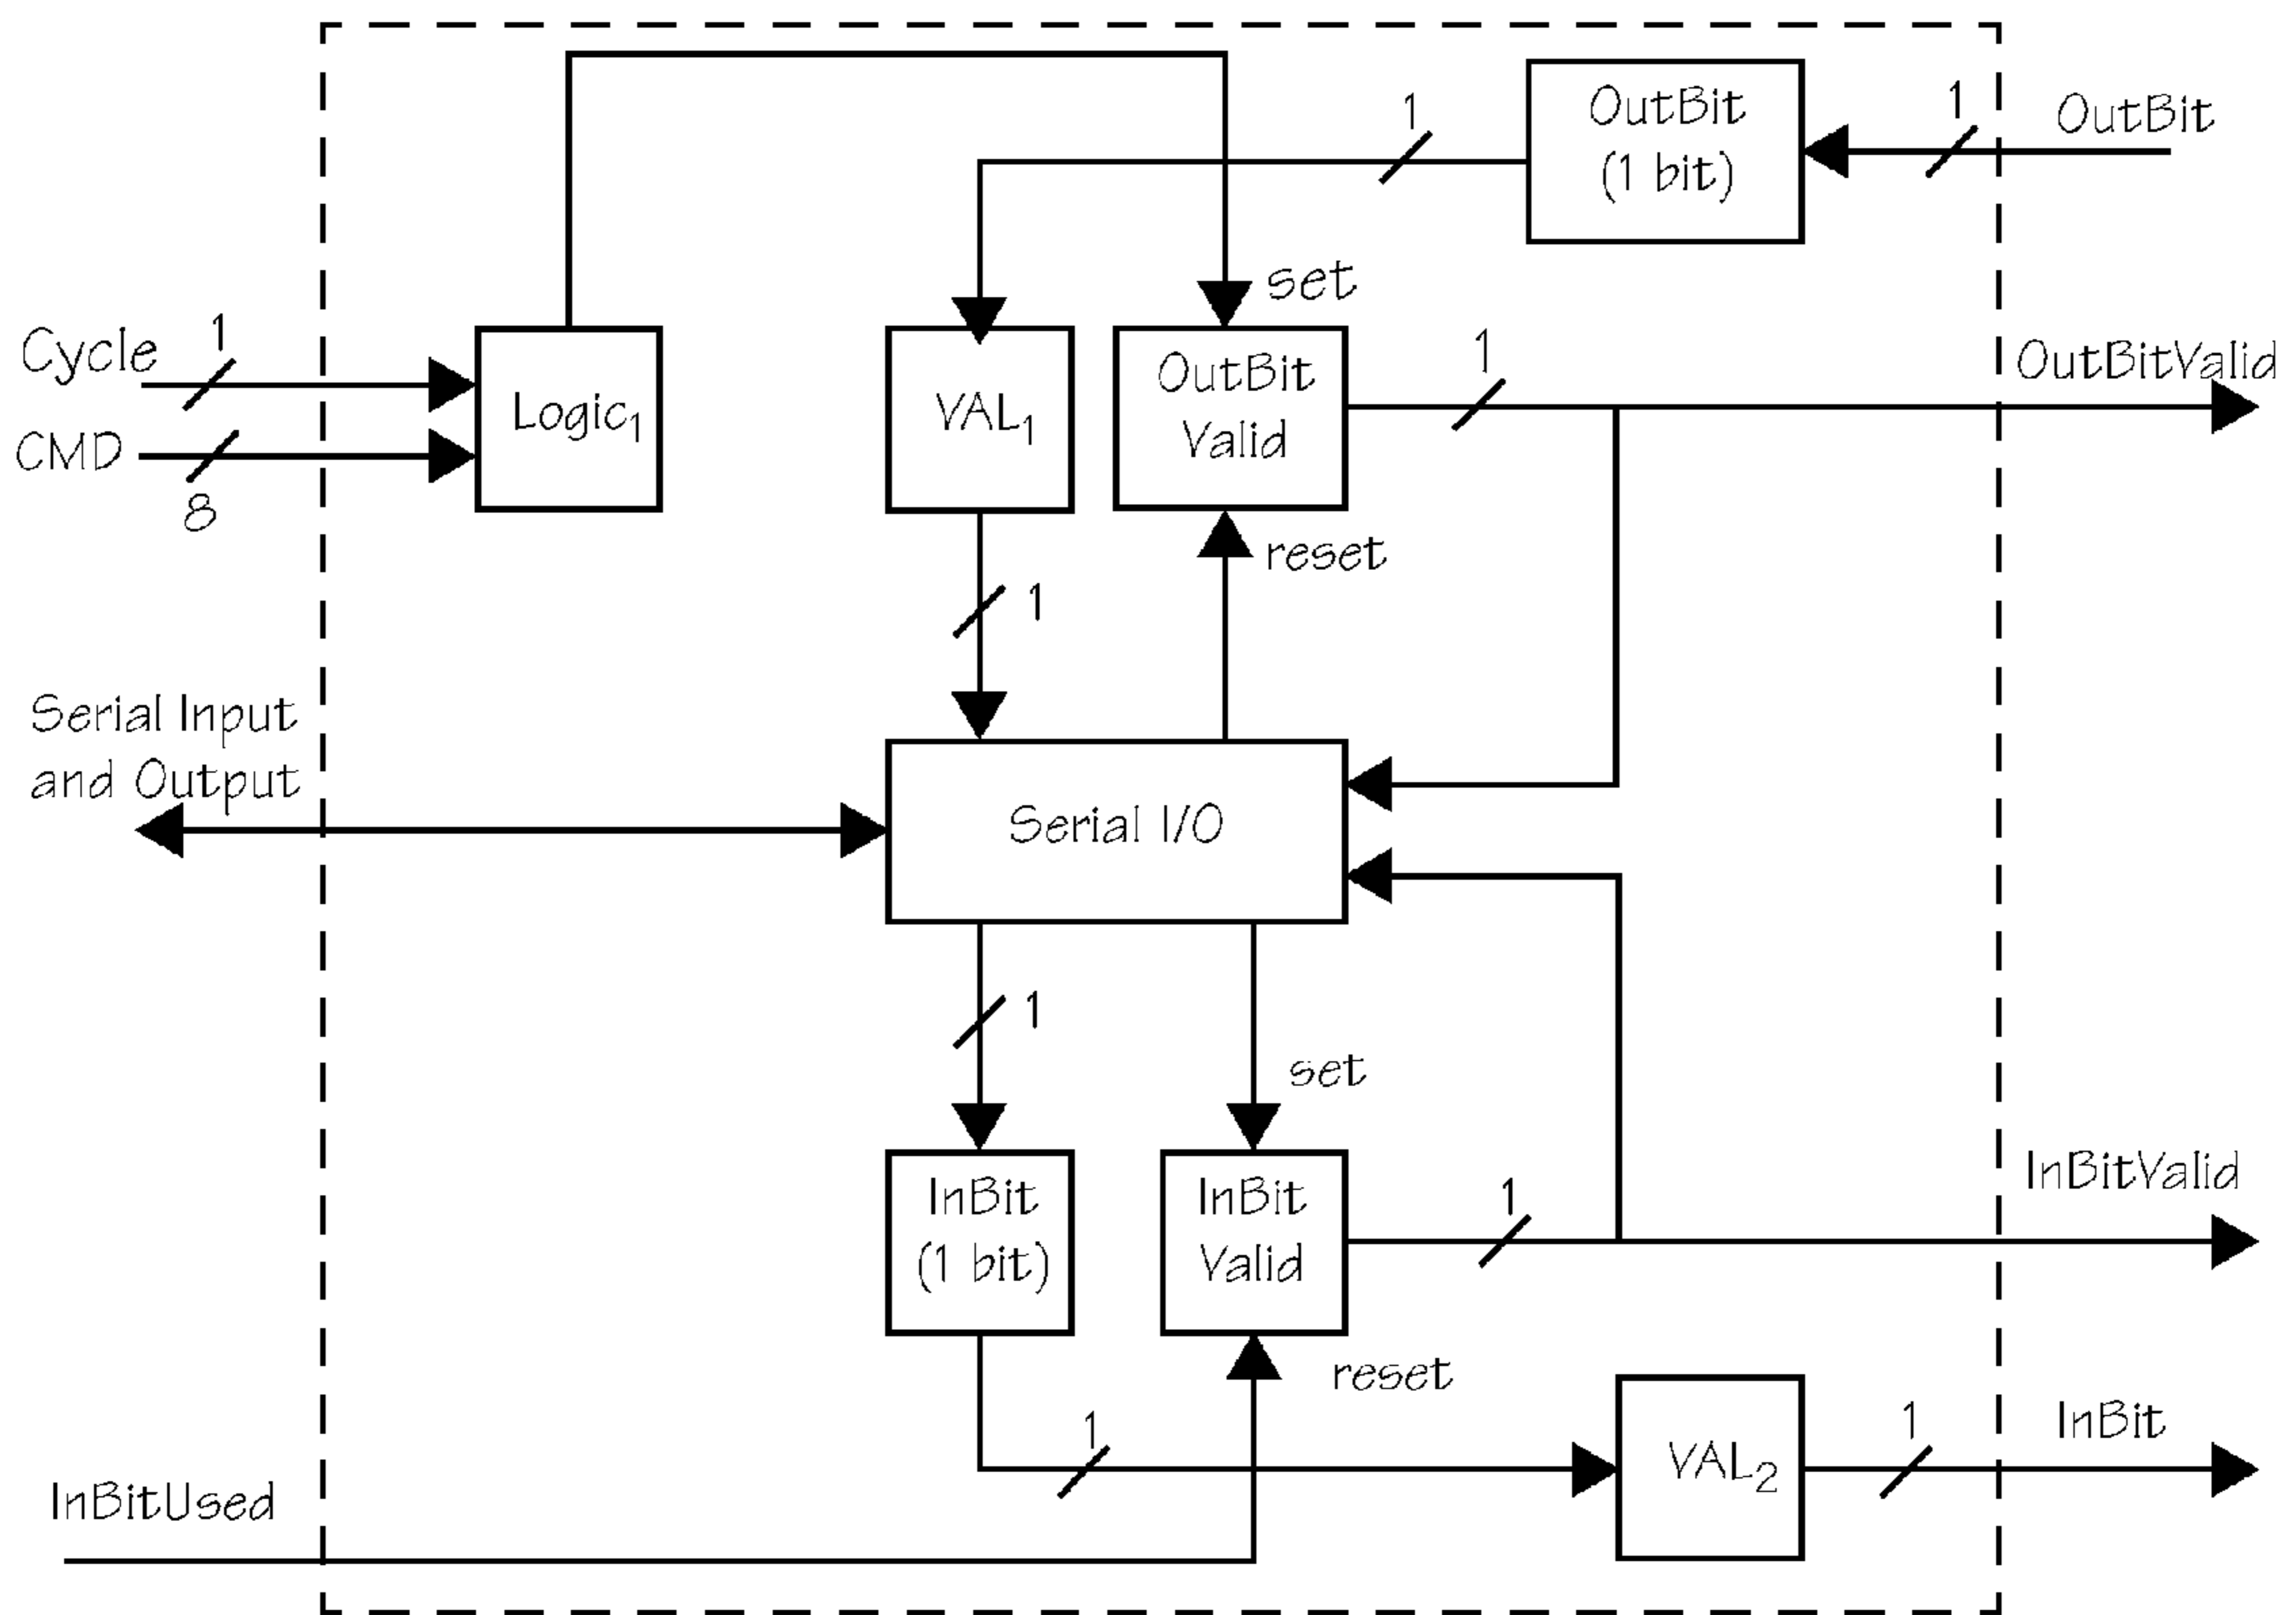 OutBit
(1 bit)
1
1
OutBit
set
Cycle
1
CMD
8
Logic1
VAL1
OutBit
Valid
1
OutBitValid
reset
1
Serial Input
and Output
Serial I/O
1
set
InBit
(1 bit)
InBit
Valid
1
InBitValid
reset
1
VAL2
1
InBit
InBitUsed